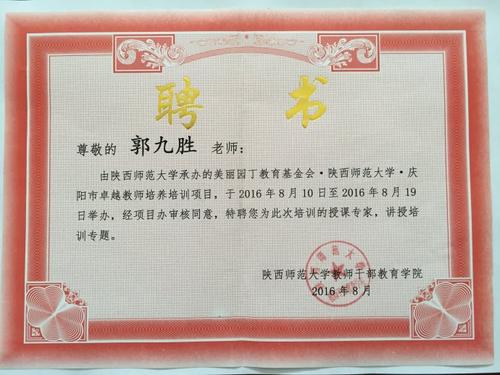 聘书
尊敬的 郭九胜 老师:
由陕西师范大学承办的美丽园丁教育基金会·陕西师范大学·庆
阳市卓越教师培养培训项目,于2016年8月10日至2016年8月19
日举办,经项目办审核同意,特聘您为此次培训的授课专家,讲授培
训专题。
陕西师范大学教师干部教育学院
2016年8月